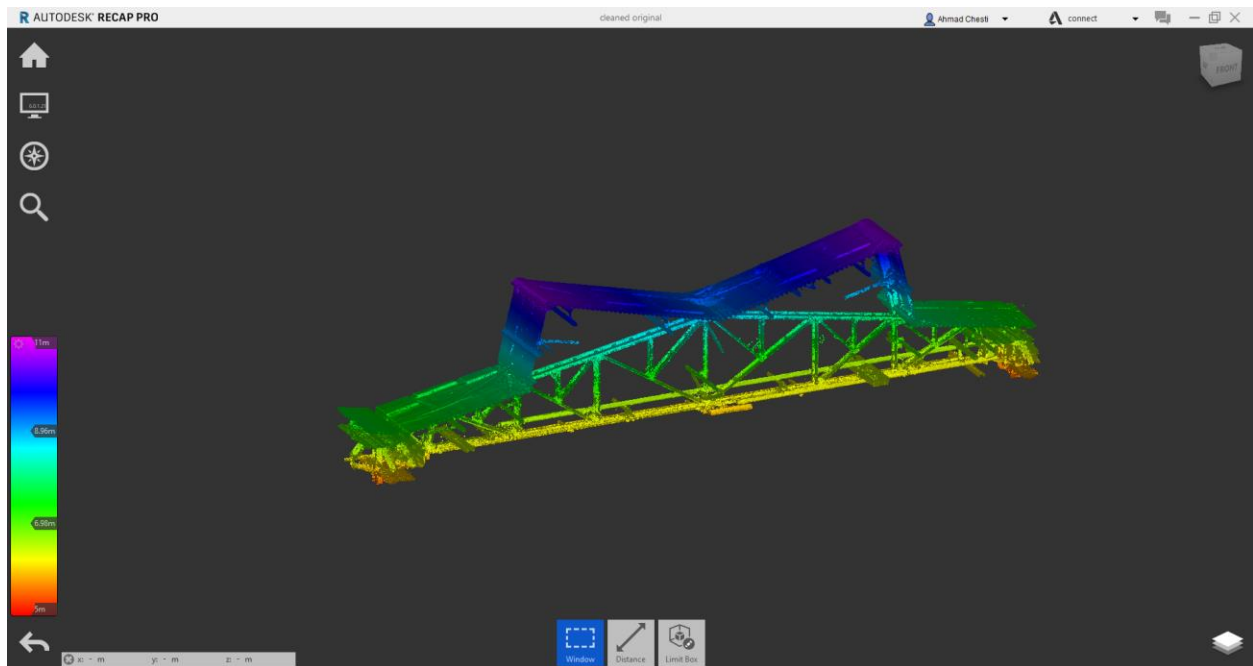 R AUTODESK® RECAP PRO
cleaned original
Ahmad Chesti
connect
FRONT
11m
8.96m
6.98m
5m
x: - m y: - m z: - m
Window
Distance
Limit Box